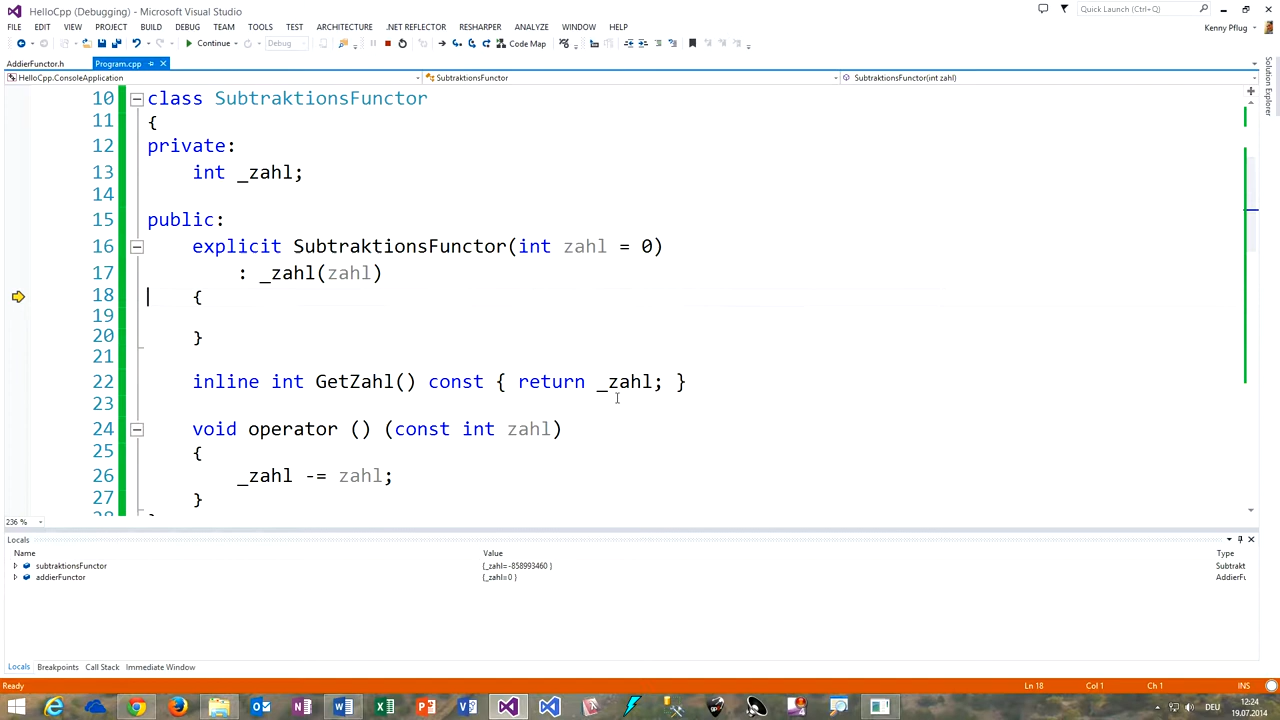 HelloCpp (Debugging) - Microsoft Visual Studio
Quick Launch (Ctrl+Q)
FILE EDIT VIEW PROJECT BUILD DEBUG TEAM TOOLS TEST ARCHITECTURE .NET REFLECTOR RESHARPER ANALYZE WINDOW HELP
Kenny Pflug
Continue Debug Code Map
AddierFunctor.h Program.cpp
HelloCpp.ConsoleApplication SubtraktionsFunctor SubtraktionsFunctor(int zahl)
Solution Explorer
10 class SubtraktionsFunctor
11 {
12 private:
13 int _zahl;
14
15 public:
16 explicit SubtraktionsFunctor(int zahl = 0)
17 : _zahl(zahl)
18 {
19
20 }
21
22 inline int GetZahl() const { return _zahl; }
23
24 void operator () (const int zahl)
25 {
26 _zahl -= zahl;
27 }
236 %
Locals
Name Value Type
subtraktionsFunctor {_zahl=-858993460 } Subtrakt
addierFunctor {_zahl=0 } AddierFu
Locals Breakpoints Call Stack Immediate Window
Ready Ln 18 Col 1 Ch 1 INS
DEU
12:24
19.07.2014